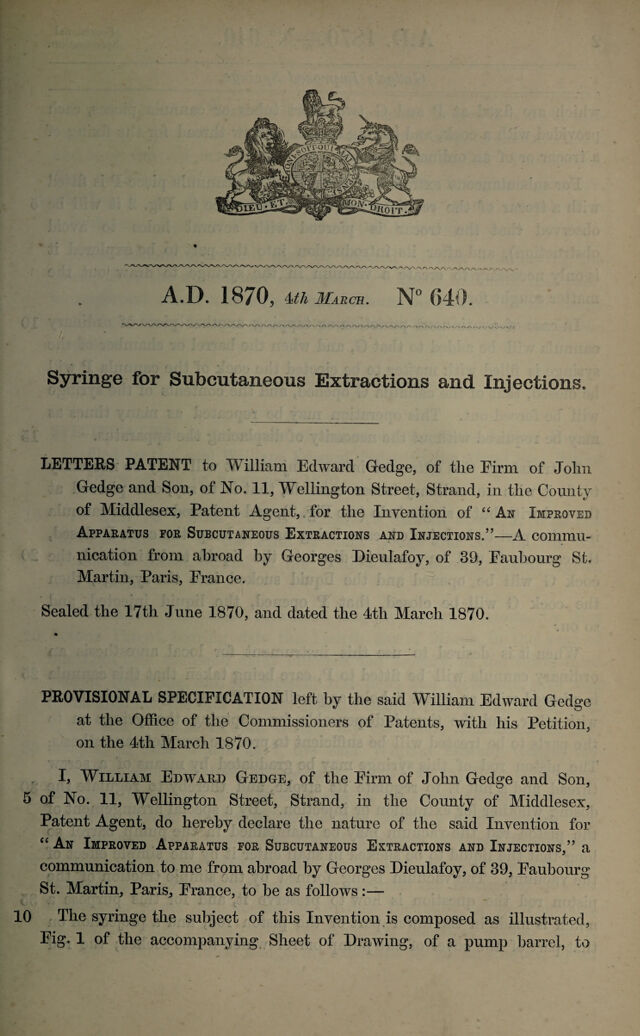 DIEU · ET · MON · DROIT
A.D. 1870, 4th MARCH. N° 640.
Syringe for Subcutaneous Extractions and Injections.
LETTERS PATENT to William Edward Gedge, of the Firm of John
Gedge and Son, of No. 11, Wellington Street, Strand, in the County
of Middlesex, Patent Agent, for the Invention of “AN IMPROVED
APPARATUS FOR SUBCUTANEOUS EXTRACTIONS AND INJECTIONS.”—A commu-
nication from abroad by Georges Dieulafoy, of 39, Faubourg St.
Martin, Paris, France.
Sealed the 17th June 1870, and dated the 4th March 1870.
PROVISIONAL SPECIFICATION left by the said William Edward Gedge
at the Office of the Commissioners of Patents, with his Petition,
on the 4th March 1870.
I, WILLIAM EDWARD GEDGE, of the Firm of John Gedge and Son,
5 of No. 11, Wellington Street, Strand, in the County of Middlesex,
Patent Agent, do hereby declare the nature of the said Invention for
“AN IMPROVED APPARATUS FOR SUBCUTANEOUS EXTRACTIONS AND INJECTIONS,” a
communication to me from abroad by Georges Dieulafoy, of 39, Faubourg
St. Martin, Paris, France, to be as follows:—
10 The syringe the subject of this Invention is composed as illustrated,
Fig. 1 of the accompanying Sheet of Drawing, of a pump barrel, to